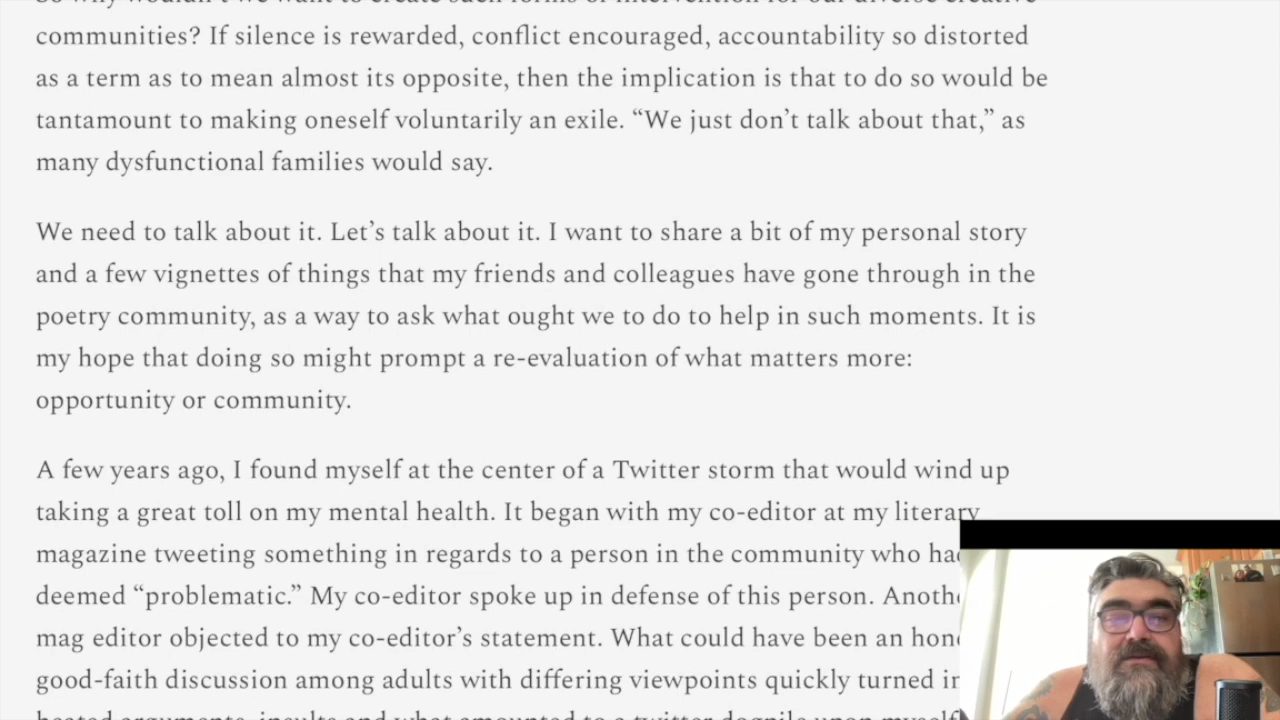 communities? If silence is rewarded, conflict encouraged, accountability so distorted
as a term as to mean almost its opposite, then the implication is that to do so would be
tantamount to making oneself voluntarily an exile. “We just don’t talk about that,” as
many dysfunctional families would say.
We need to talk about it. Let’s talk about it. I want to share a bit of my personal story
and a few vignettes of things that my friends and colleagues have gone through in the
poetry community, as a way to ask what ought we to do to help in such moments. It is
my hope that doing so might prompt a re-evaluation of what matters more:
opportunity or community.
A few years ago, I found myself at the center of a Twitter storm that would wind up
taking a great toll on my mental health. It began with my co-editor at my literary
magazine tweeting something in regards to a person in the community who
deemed “problematic.” My co-editor spoke up in defense of this person.
mag editor objected to my co-editor’s statement. What could have been an
good-faith discussion among adults with differing viewpoints quickly turned